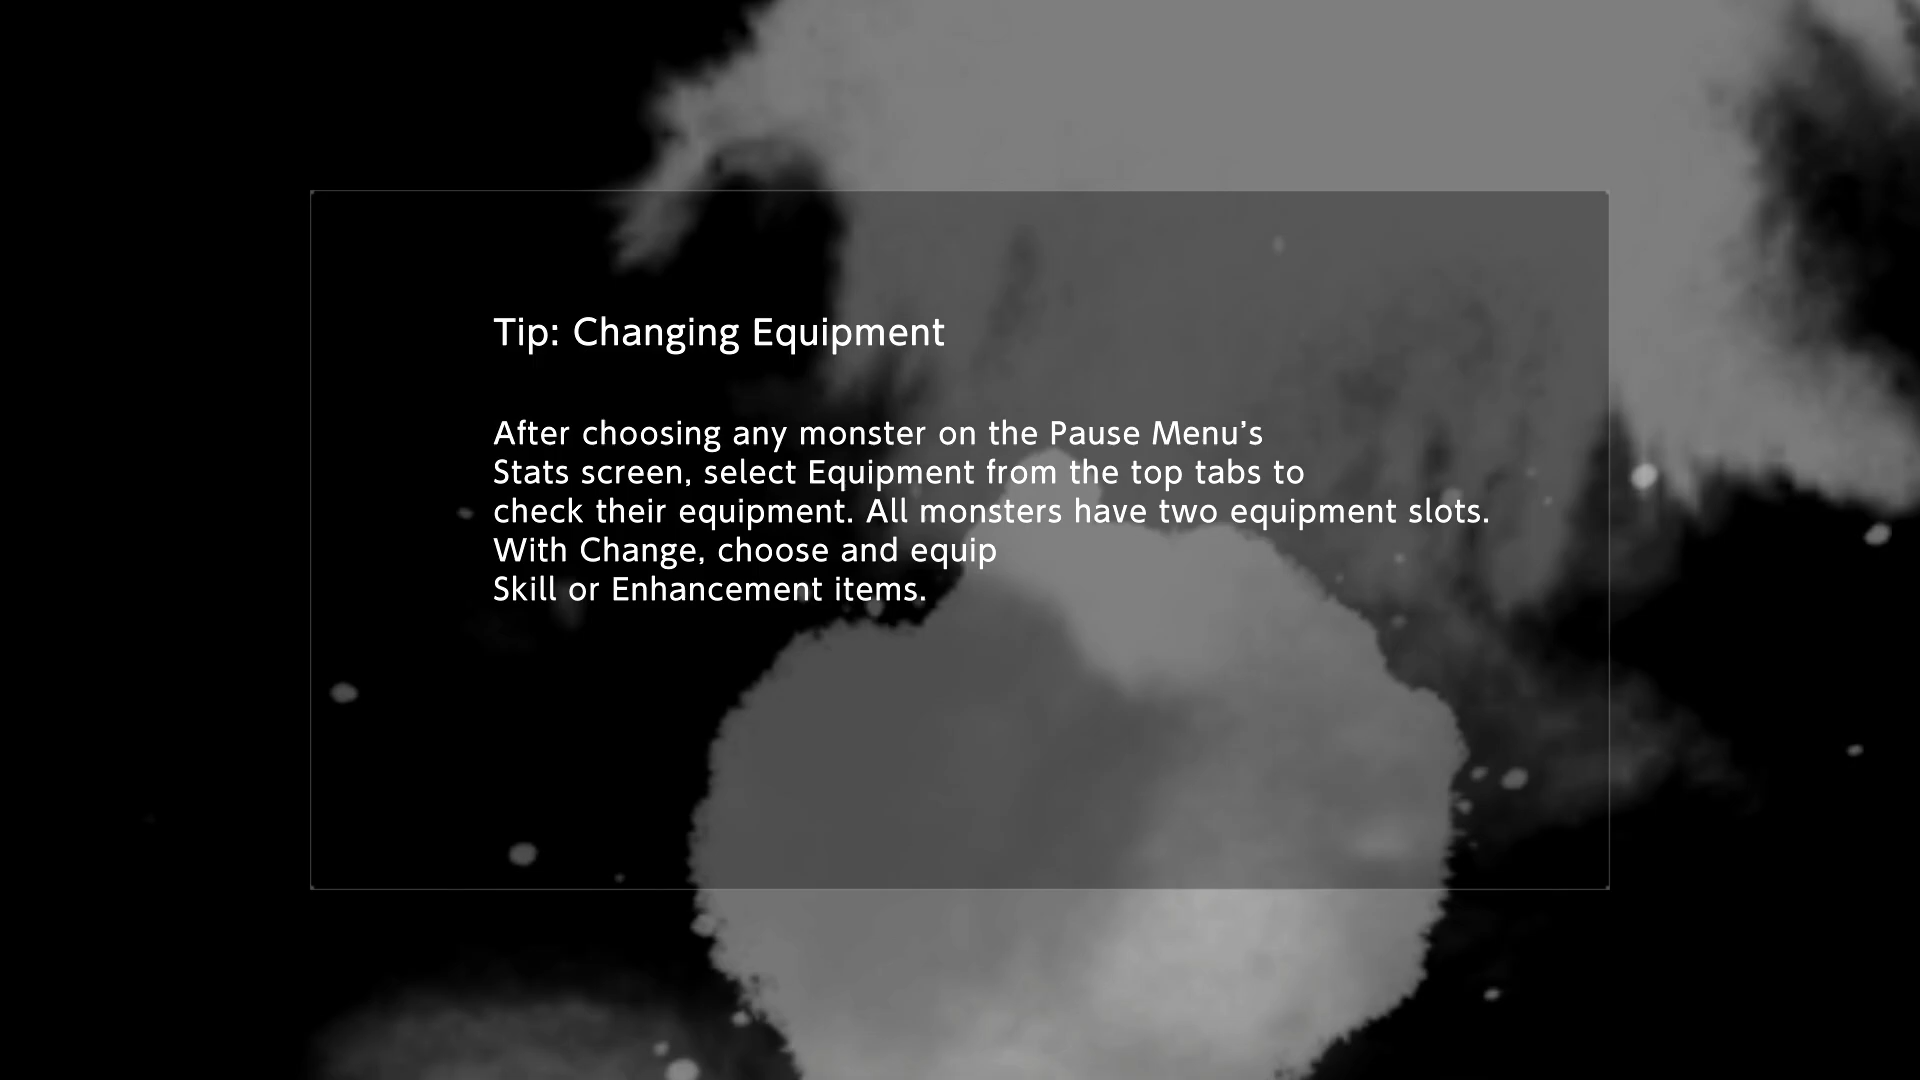 Tip: Changing Equipment
After choosing any monster on the Pause Menu's
Stats screen, select Equipment from the top tabs to
check their equipment. All monsters have two equipment slots.
With Change, choose and equip
Skill or Enhancement items.